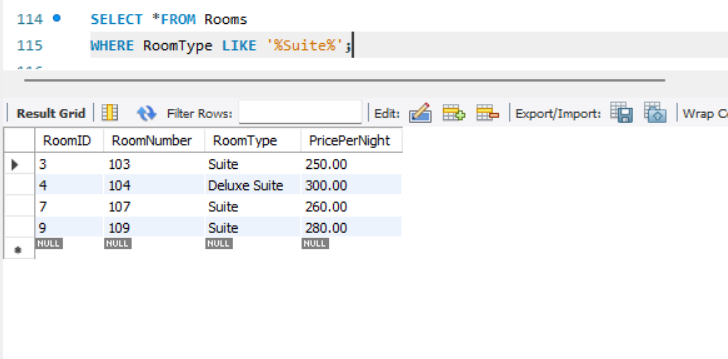 114 SELECT *FROM Rooms
115 WHERE RoomType LIKE '%Suite%';
Result Grid Filter Rows: Edit: Export/Import: Wrap C
RoomID RoomNumber RoomType PricePerNight
3 103 Suite 250.00
4 104 Deluxe Suite 300.00
7 107 Suite 260.00
9 109 Suite 280.00
NULL NULL NULL NULL